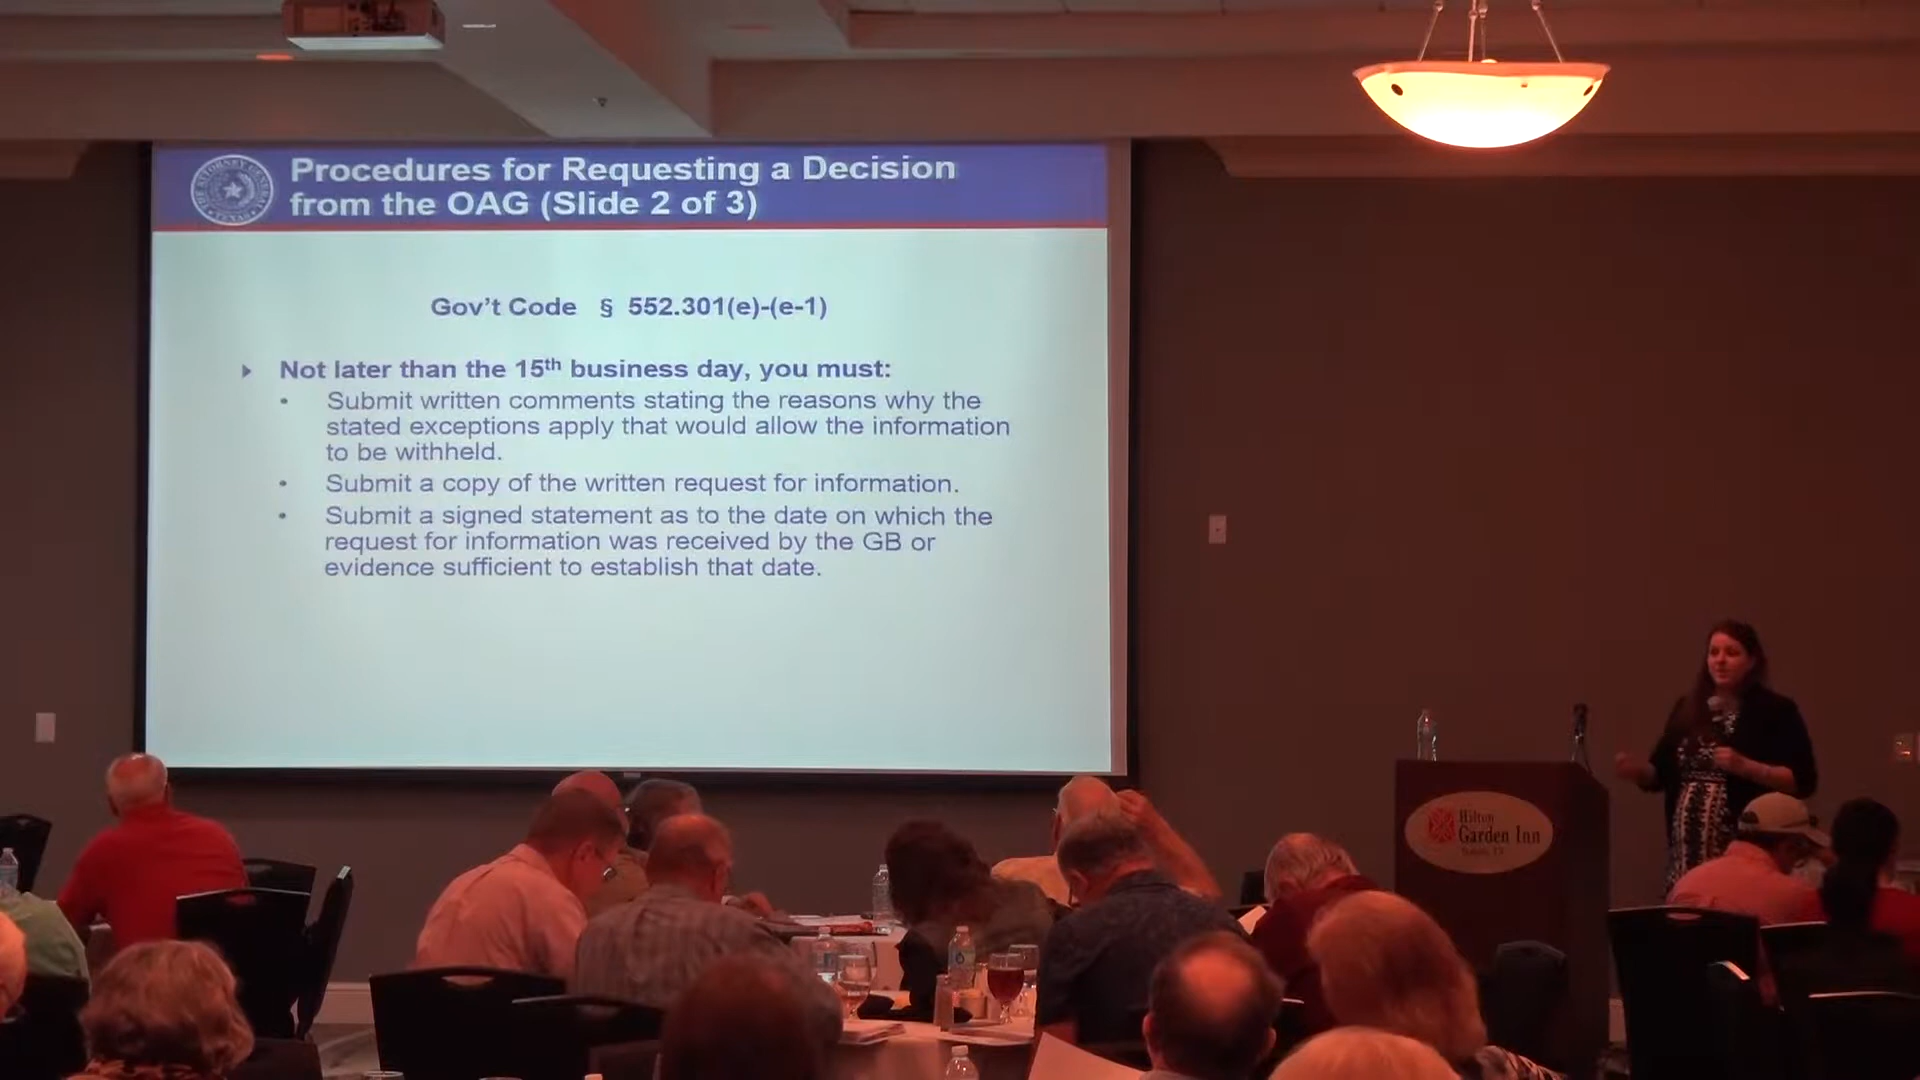 Procedures for Requesting a Decision
from the OAG (Slide 2 of 3)
Gov't Code § 552.301(e)-(e-1)
Not later than the 15th business day, you must:
• Submit written comments stating the reasons why the
stated exceptions apply that would allow the information
to be withheld.
• Submit a copy of the written request for information.
• Submit a signed statement as to the date on which the
request for information was received by the GB or
evidence sufficient to establish that date.
Hilton
Garden Inn